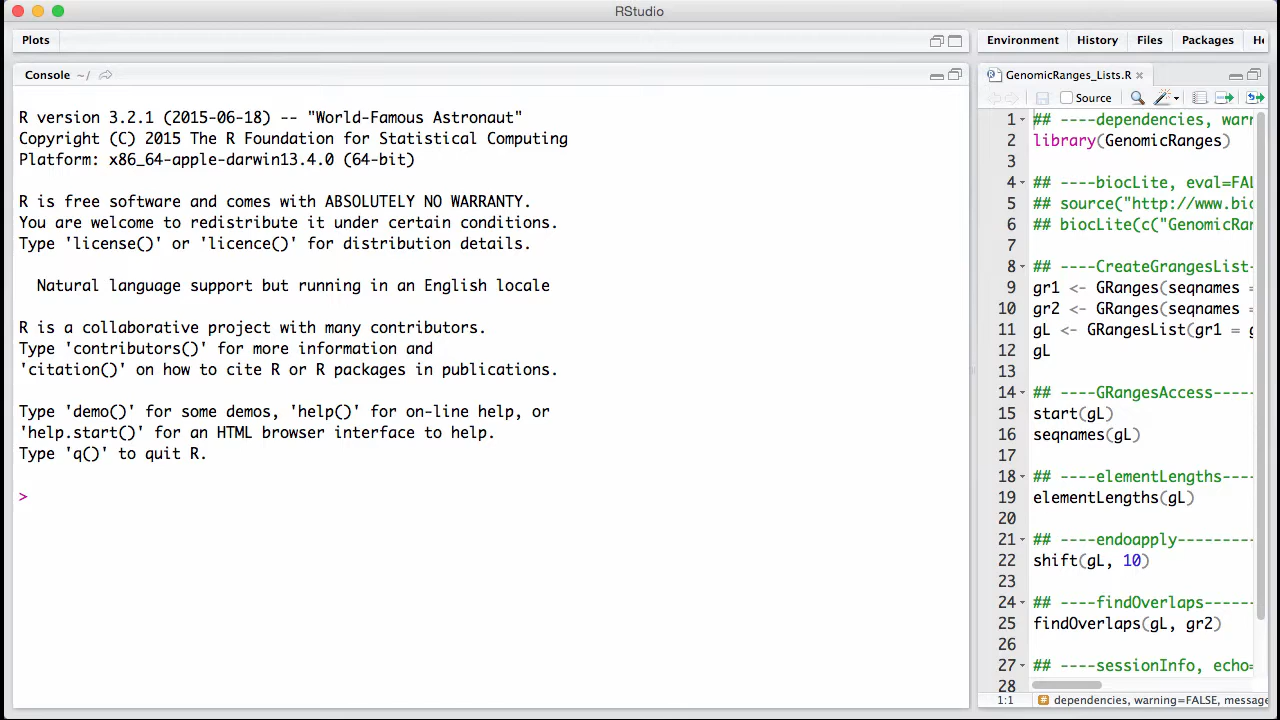 RStudio
Plots
Console ~/
R version 3.2.1 (2015-06-18) -- "World-Famous Astronaut"
Copyright (C) 2015 The R Foundation for Statistical Computing
Platform: x86_64-apple-darwin13.4.0 (64-bit)
R is free software and comes with ABSOLUTELY NO WARRANTY.
You are welcome to redistribute it under certain conditions.
Type 'license()' or 'licence()' for distribution details.
Natural language support but running in an English locale
R is a collaborative project with many contributors.
Type 'contributors()' for more information and
'citation()' on how to cite R or R packages in publications.
Type 'demo()' for some demos, 'help()' for on-line help, or
'help.start()' for an HTML browser interface to help.
Type 'q()' to quit R.
>
Environment History Files Packages He
GenomicRanges_Lists.R
Source
1 ## ----dependencies, warn
2 library(GenomicRanges)
3
4 ## ----biocLite, eval=FAL
5 ## source("http://www.bio
6 ## biocLite(c("GenomicRan
7
8 ## ----CreateGrangesList-
9 gr1 <- GRanges(seqnames =
10 gr2 <- GRanges(seqnames =
11 gL <- GRangesList(gr1 = g
12 gL
13
14 ## ----GRangesAccess-----
15 start(gL)
16 seqnames(gL)
17
18 ## ----elementLengths----
19 elementLengths(gL)
20
21 ## ----endoapply---------
22 shift(gL, 10)
23
24 ## ----findOverlaps------
25 findOverlaps(gL, gr2)
26
27 ## ----sessionInfo, echo=
28
1:1 dependencies, warning=FALSE, message